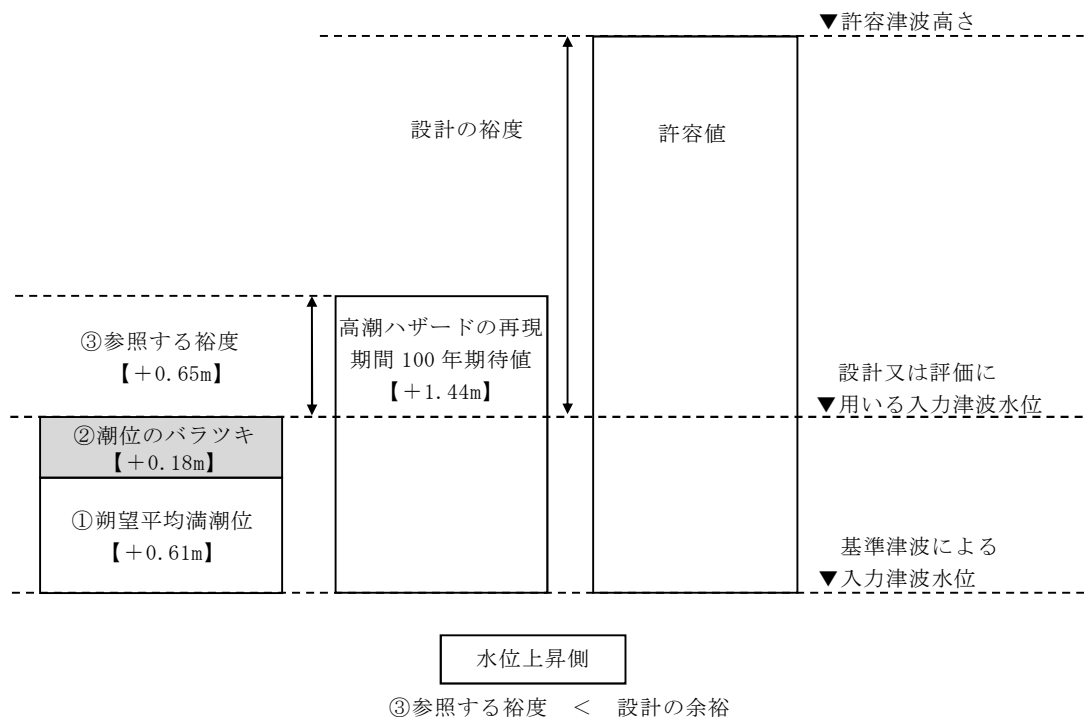 ▼許容津波高さ
設計の裕度
許容値
高潮ハザードの再現
期間 100 年期待値
【＋1.44m】
③参照する裕度
【＋0.65m】
設計又は評価に
▼用いる入力津波水位
②潮位のバラツキ
【＋0.18m】
①朔望平均満潮位
【＋0.61m】
基準津波による
▼入力津波水位
水位上昇側
③参照する裕度　＜　設計の余裕